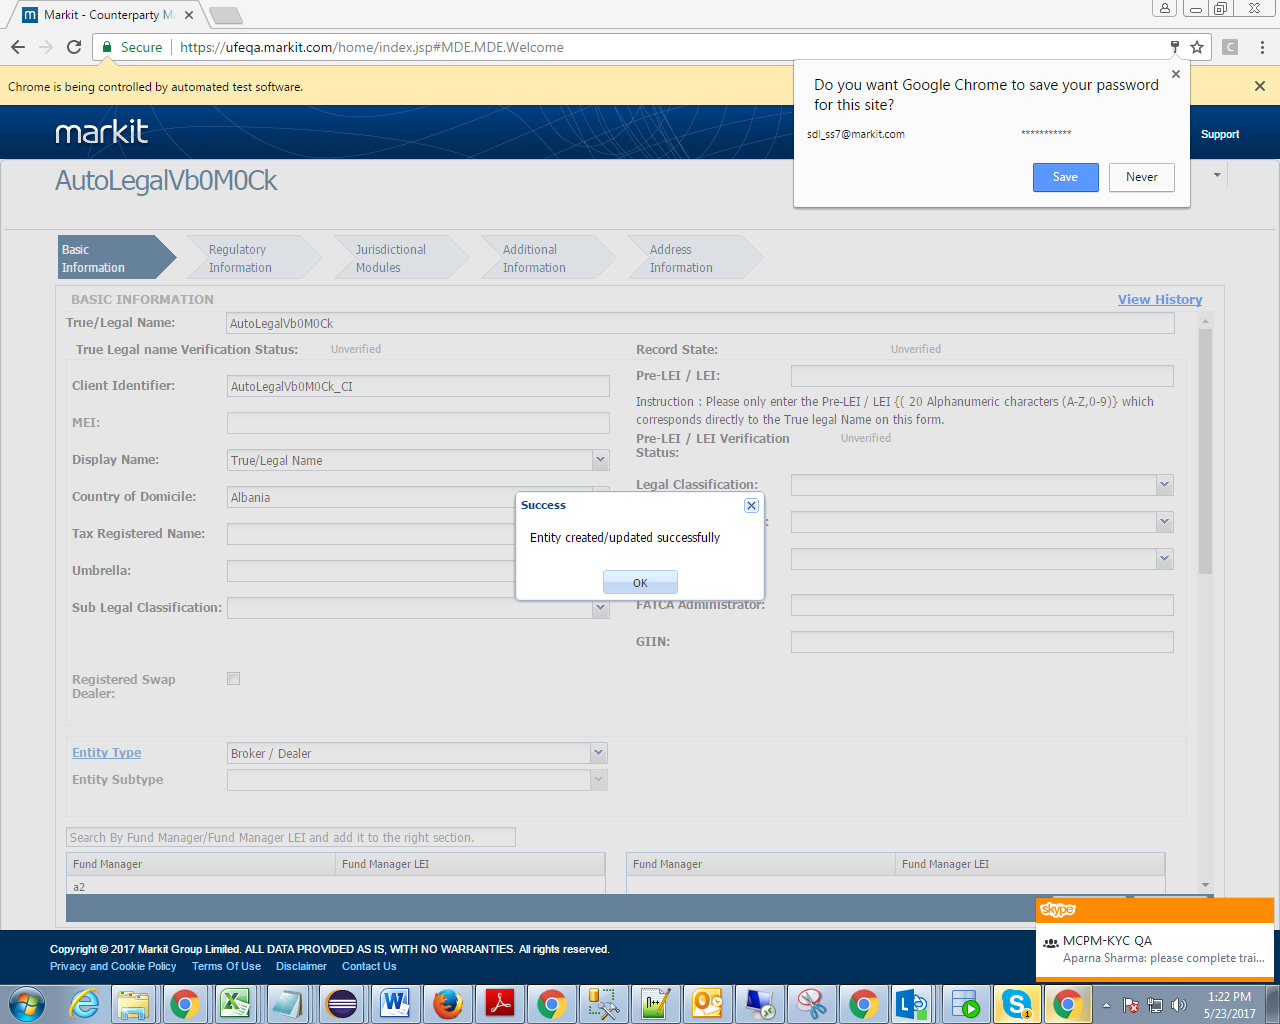 Markit - Counterparty M
Secure
https://ufeqa.markit.com/home/index.jsp#MDE.MDE.Welcome
Chrome is being controlled by automated test software.
Do you want Google Chrome to save your password
for this site?
sdl_ss7@markit.com ***********
Save Never
markit
Support
AutoLegalVb0M0Ck
Basic
Information
Regulatory
Information
Jurisdictional
Modules
Additional
Information
Address
Information
BASIC INFORMATION
View History
True/Legal Name: AutoLegalVb0M0Ck
True Legal name Verification Status: Unverified
Record State: Unverified
Client Identifier: AutoLegalVb0M0Ck_CI
Pre-LEI / LEI:
Instruction : Please only enter the Pre-LEI / LEI {( 20 Alphanumeric characters (A-Z,0-9)} which
corresponds directly to the True legal Name on this form.
MEI:
Pre-LEI / LEI Verification
Status:
Unverified
Display Name: True/Legal Name
Legal Classification:
Country of Domicile: Albania
Tax Registered Name:
Umbrella:
Sub Legal Classification:
FATCA Administrator:
GIIN:
Success
Entity created/updated successfully
OK
Registered Swap
Dealer:
Entity Type Broker / Dealer
Entity Subtype
Search By Fund Manager/Fund Manager LEI and add it to the right section.
Fund Manager Fund Manager LEI
a2
Fund Manager Fund Manager LEI
skype
MCPM-KYC QA
Aparna Sharma: please complete trai...
Copyright © 2017 Markit Group Limited. ALL DATA PROVIDED AS IS, WITH NO WARRANTIES. All rights reserved.
Privacy and Cookie Policy Terms Of Use Disclaimer Contact Us
1:22 PM
5/23/2017